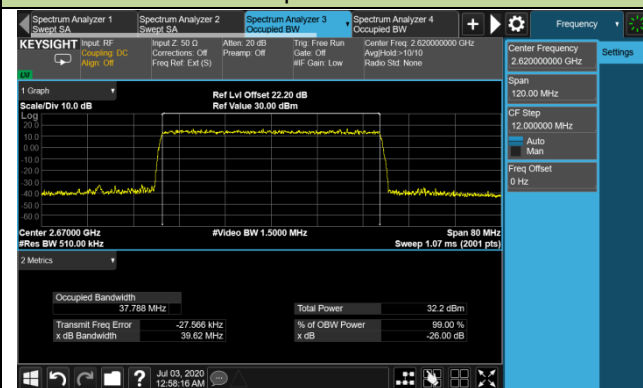 Spectrum Analyzer 1
Swept SA
Spectrum Analyzer 2
Swept SA
Spectrum Analyzer 3
Occupied BW
Spectrum Analyzer 4
Occupied BW
Frequency
KEYSIGHT
Input: RF
Coupling: DC
Align: Off
Input Z: 50 Ω
Corrections: Off
Freq Ref: Ext (S)
Atten: 20 dB
Preamp: Off
Trig: Free Run
Gate: Off
#IF Gain: Low
Center Freq: 2.620000000 GHz
Avg|Hold:>10/10
Radio Std: None
LXI
Center Frequency
2.620000000 GHz
Settings
Span
120.00 MHz
CF Step
12.000000 MHz
Auto
Man
Freq Offset
0 Hz
1 Graph
Scale/Div 10.0 dB
Ref Lvl Offset 22.20 dB
Ref Value 30.00 dBm
Log
20.0
10.0
0.00
-10.0
-20.0
-30.0
-40.0
-50.0
-60.0
Center 2.67000 GHz
#Res BW 510.00 kHz
#Video BW 1.5000 MHz
Span 80 MHz
Sweep 1.07 ms (2001 pts)
2 Metrics
Occupied Bandwidth
37.788 MHz
Total Power 32.2 dBm
Transmit Freq Error -27.566 kHz
% of OBW Power 99.00 %
x dB Bandwidth 39.62 MHz
x dB -26.00 dB
?
Jul 03, 2020
12:58:16 AM